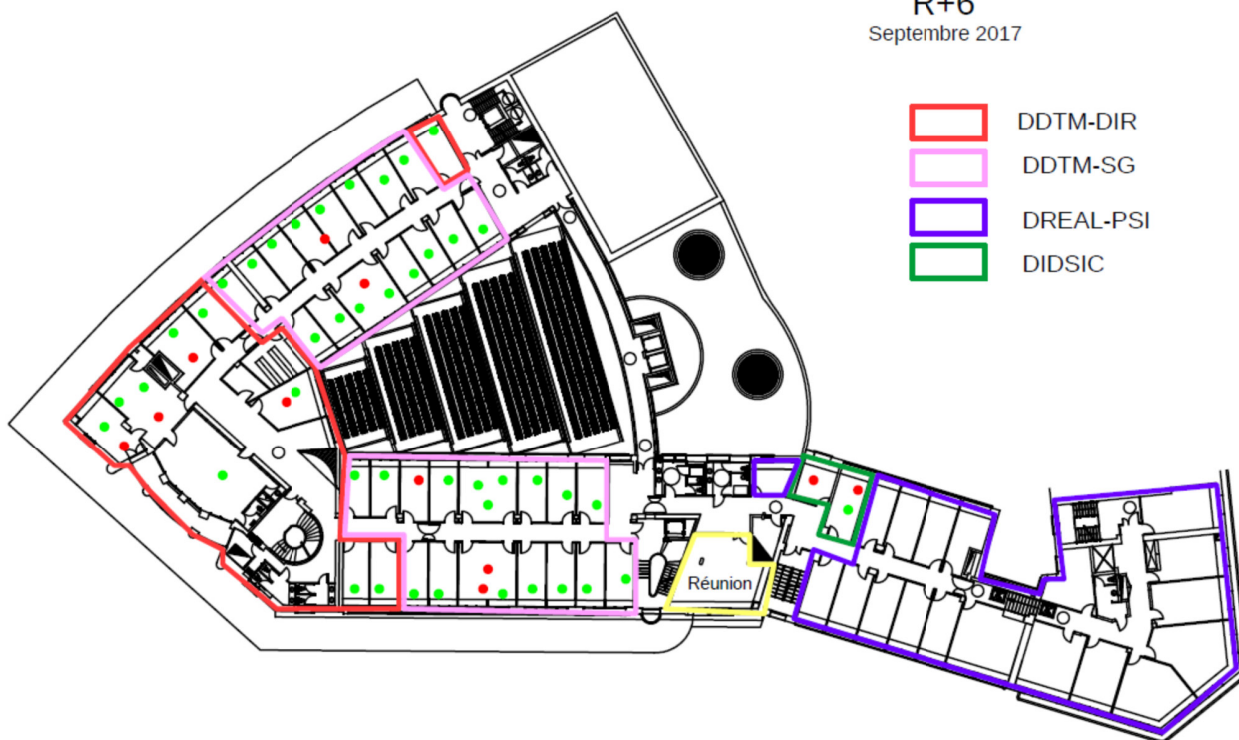 R+6
Septembre 2017
DDTM-DIR
DDTM-SG
DREAL-PSI
DIDSIC
Réunion